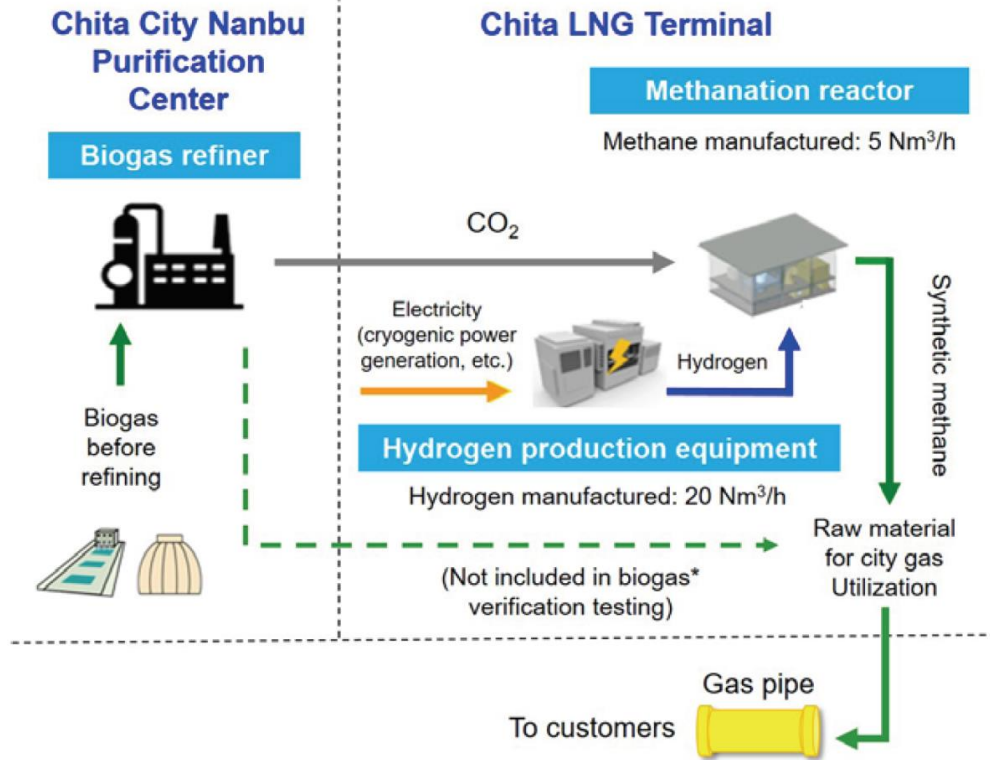 Chita City Nanbu
Purification
Center
Biogas refiner
Biogas
before
refining
Chita LNG Terminal
Methanation reactor
Methane manufactured: 5 Nm³/h
CO₂
Electricity
(cryogenic power
generation, etc.)
Hydrogen
Hydrogen production equipment
Hydrogen manufactured: 20 Nm³/h
Synthetic methane
(Not included in biogas*
verification testing)
Raw material
for city gas
Utilization
Gas pipe
To customers